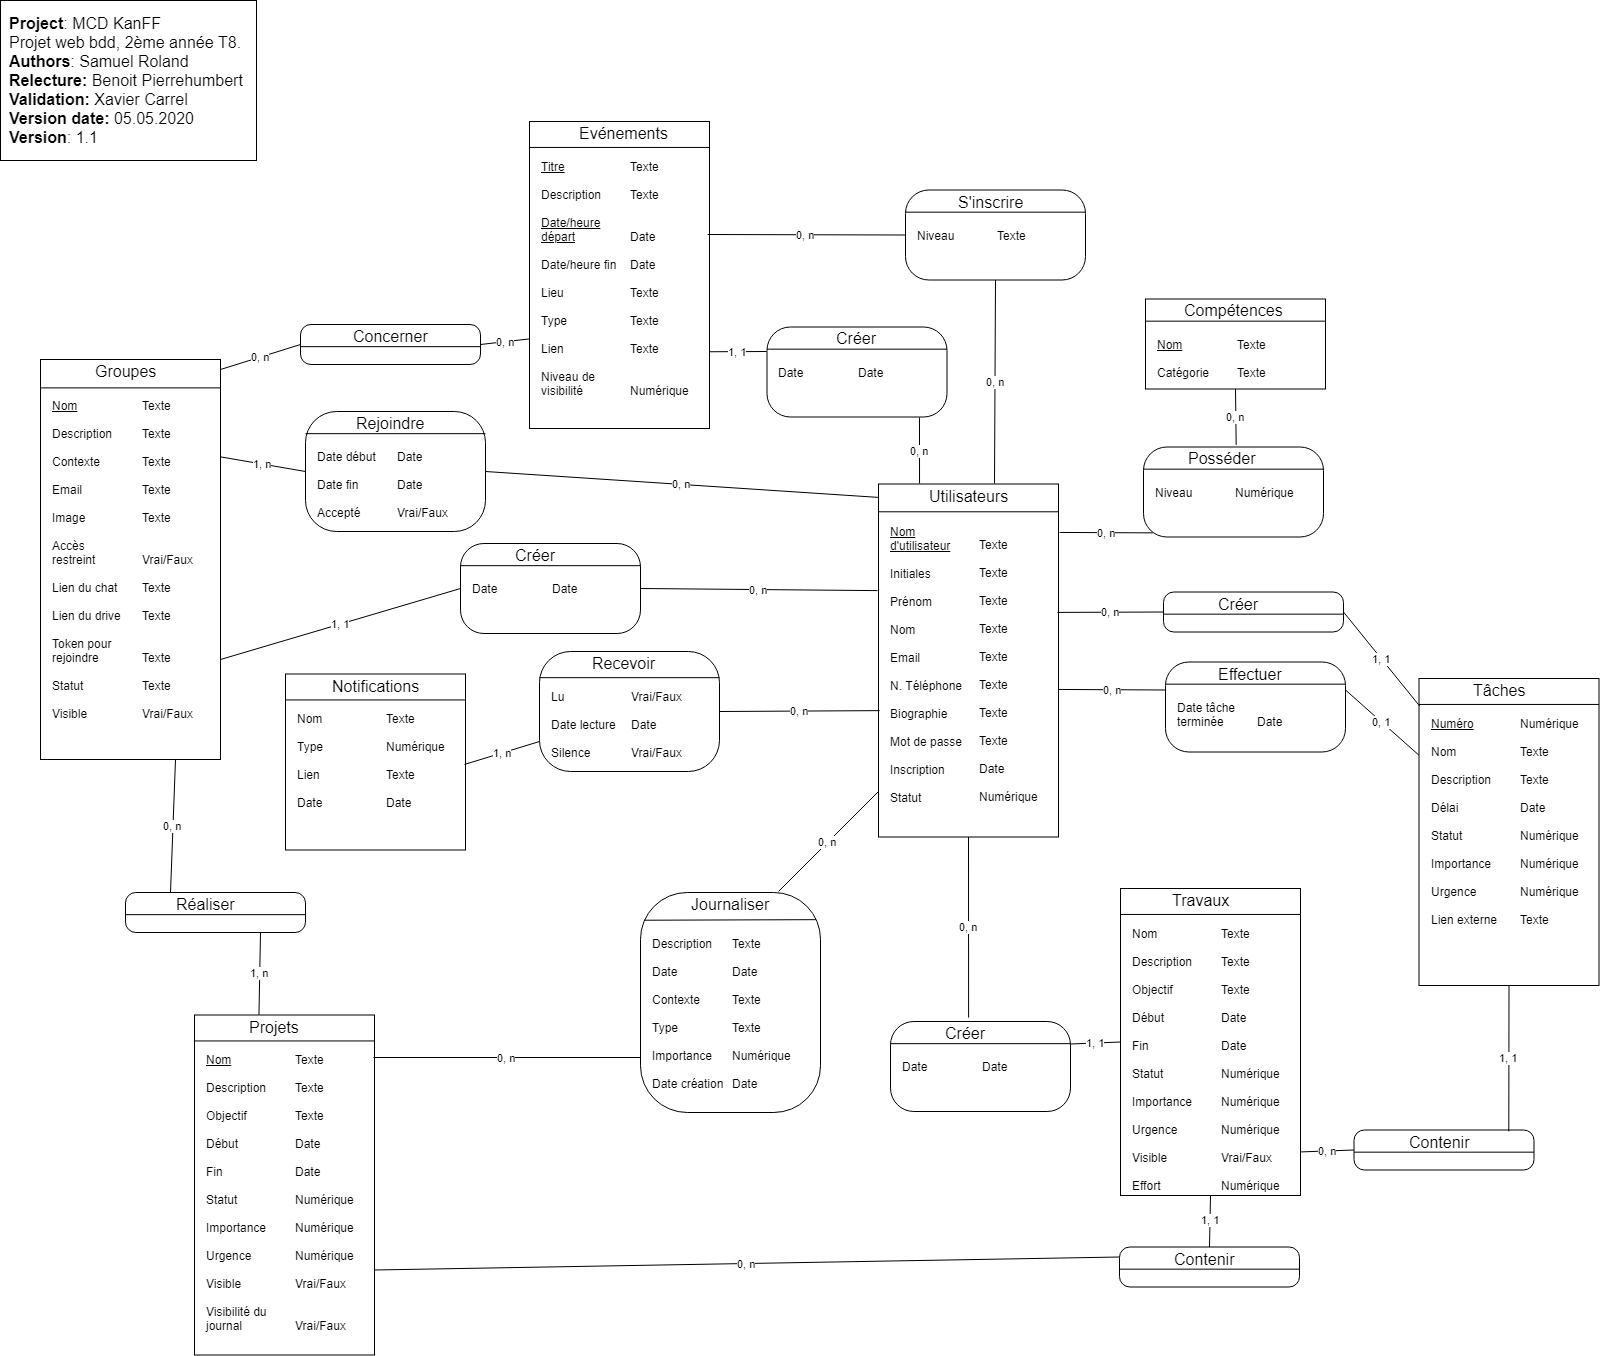 Project: MCD KanFF
Projet web bdd, 2ème année T8.
Authors: Samuel Roland
Relecture: Benoit Pierrehumbert
Validation: Xavier Carrel
Version date: 05.05.2020
Version: 1.1
Evénements
Titre Texte
Description Texte
Date/heure
départ Date
Date/heure fin Date
Lieu Texte
Type Texte
Lien Texte
Niveau de
visibilité Numérique
0, n
S'inscrire
Niveau Texte
0, n
Concerner
0, n
0, n
1, 1
Créer
Date Date
0, n
Compétences
Nom Texte
Catégorie Texte
0, n
Posséder
Niveau Numérique
0, n
Groupes
Nom Texte
Description Texte
Contexte Texte
Email Texte
Image Texte
Accès
restreint Vrai/Faux
Lien du chat Texte
Lien du drive Texte
Token pour
rejoindre Texte
Statut Texte
Visible Vrai/Faux
1, n
Rejoindre
Date début Date
Date fin Date
Accepté Vrai/Faux
0, n
1, 1
Créer
Date Date
0, n
Utilisateurs
Nom
d'utilisateur Texte
Initiales Texte
Prénom Texte
Nom Texte
Email Texte
N. Téléphone Texte
Biographie Texte
Mot de passe Texte
Inscription Date
Statut Numérique
0, n
Créer
1, 1
0, n
Effectuer
Date tâche
terminée Date
0, 1
Tâches
Numéro Numérique
Nom Texte
Description Texte
Délai Date
Statut Numérique
Importance Numérique
Urgence Numérique
Lien externe Texte
Notifications
Nom Texte
Type Numérique
Lien Texte
Date Date
1, n
Recevoir
Lu Vrai/Faux
Date lecture Date
Silence Vrai/Faux
0, n
0, n
Réaliser
1, n
0, n
Journaliser
Description Texte
Date Date
Contexte Texte
Type Texte
Importance Numérique
Date création Date
0, n
0, n
Créer
Date Date
1, 1
Travaux
Nom Texte
Description Texte
Objectif Texte
Début Date
Fin Date
Statut Numérique
Importance Numérique
Urgence Numérique
Visible Vrai/Faux
Effort Numérique
1, 1
0, n
Contenir
Projets
Nom Texte
Description Texte
Objectif Texte
Début Date
Fin Date
Statut Numérique
Importance Numérique
Urgence Numérique
Visible Vrai/Faux
Visibilité du
journal Vrai/Faux
0, n
1, 1
Contenir